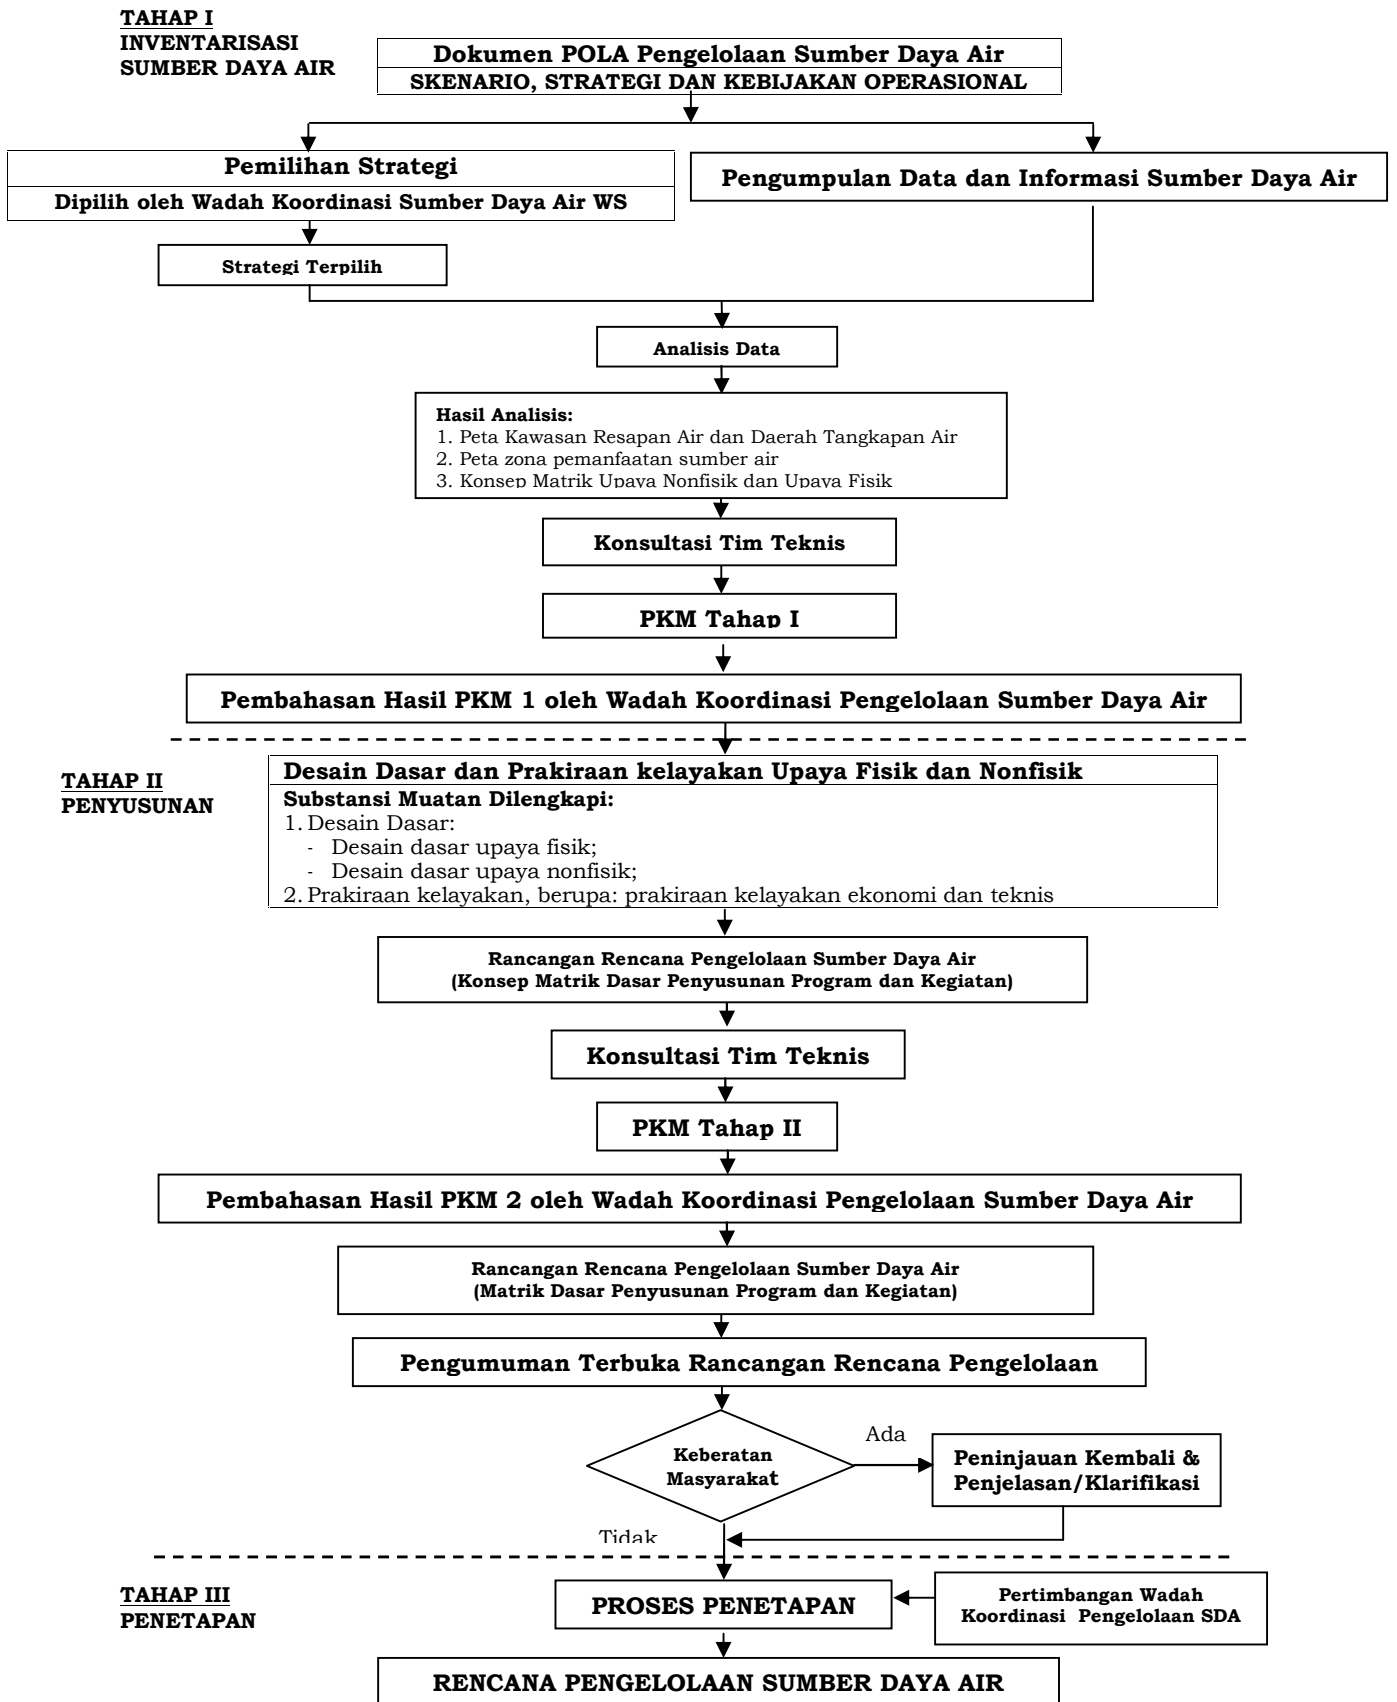 TAHAP I
INVENTARISASI
SUMBER DAYA AIR
Dokumen POLA Pengelolaan Sumber Daya Air
SKENARIO, STRATEGI DAN KEBIJAKAN OPERASIONAL
Pemilihan Strategi
Dipilih oleh Wadah Koordinasi Sumber Daya Air WS
Pengumpulan Data dan Informasi Sumber Daya Air
Strategi Terpilih
Analisis Data
Hasil Analisis:
1. Peta Kawasan Resapan Air dan Daerah Tangkapan Air
2. Peta zona pemanfaatan sumber air
3. Konsep Matrik Upaya Nonfisik dan Upaya Fisik
Konsultasi Tim Teknis
PKM Tahap I
Pembahasan Hasil PKM 1 oleh Wadah Koordinasi Pengelolaan Sumber Daya Air
TAHAP II
PENYUSUNAN
Desain Dasar dan Prakiraan kelayakan Upaya Fisik dan Nonfisik
Substansi Muatan Dilengkapi:
1. Desain Dasar:
- Desain dasar upaya fisik;
- Desain dasar upaya nonfisik;
2. Prakiraan kelayakan, berupa: prakiraan kelayakan ekonomi dan teknis
Rancangan Rencana Pengelolaan Sumber Daya Air
(Konsep Matrik Dasar Penyusunan Program dan Kegiatan)
Konsultasi Tim Teknis
PKM Tahap II
Pembahasan Hasil PKM 2 oleh Wadah Koordinasi Pengelolaan Sumber Daya Air
Rancangan Rencana Pengelolaan Sumber Daya Air
(Matrik Dasar Penyusunan Program dan Kegiatan)
Pengumuman Terbuka Rancangan Rencana Pengelolaan
Keberatan
Masyarakat
Ada
Peninjauan Kembali &
Penjelasan/Klarifikasi
Tidak
TAHAP III
PENETAPAN
PROSES PENETAPAN
Pertimbangan Wadah
Koordinasi Pengelolaan SDA
RENCANA PENGELOLAAN SUMBER DAYA AIR